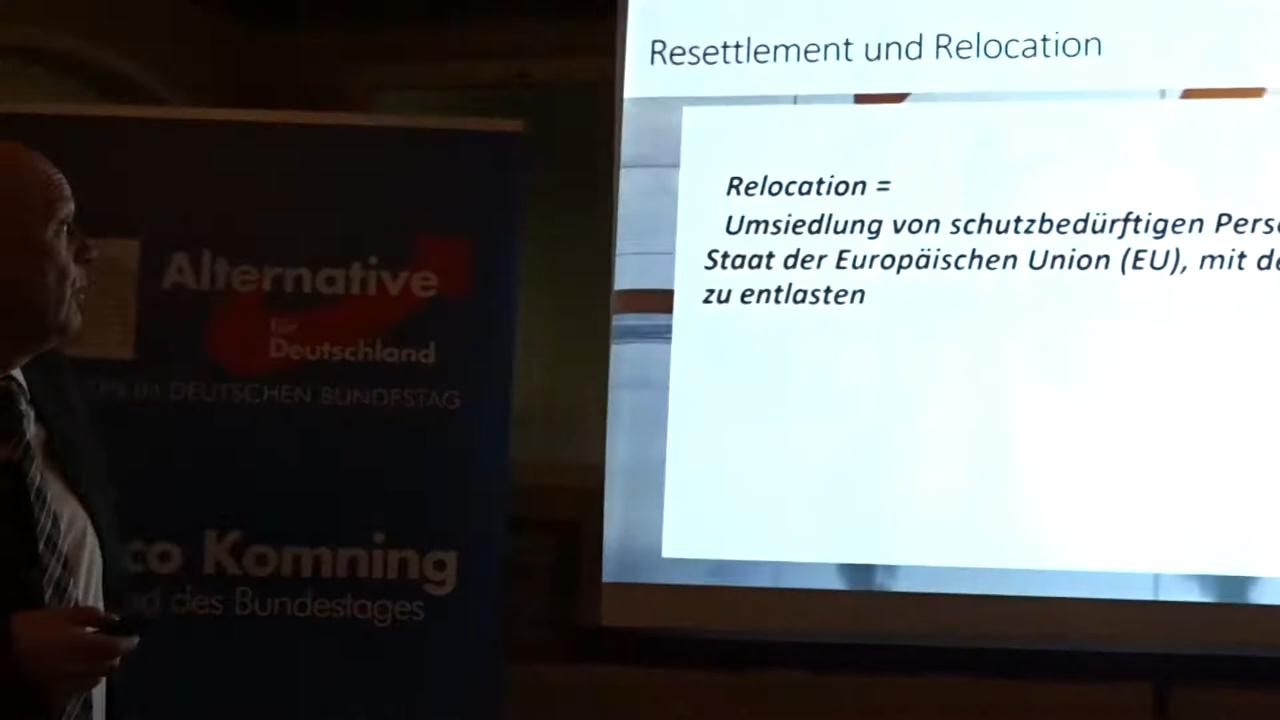 Resettlement und Relocation
Relocation =
Umsiedlung von schutzbedürftigen
Staat der Europäischen Union (EU), mit
zu entlasten
Alternative
für
Deutschland
DEUTSCHEN BUNDESTAG
co Komning
des Bundestages